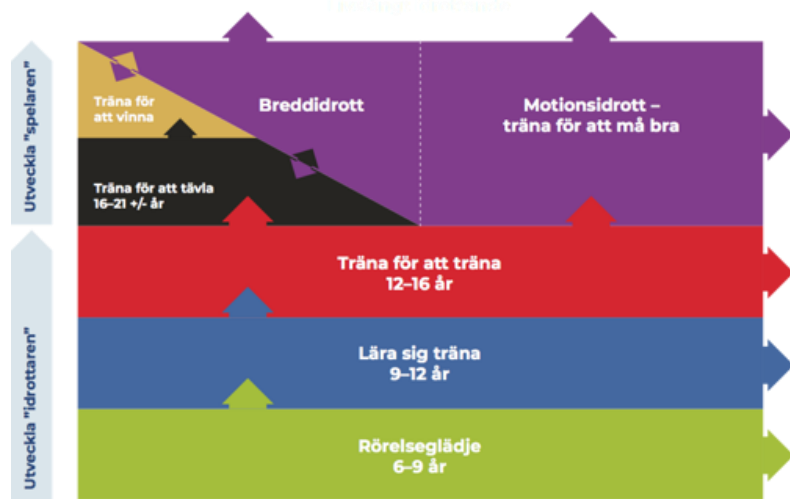 Utveckla "spelaren"
Träna för
att vinna
Breddidrott
Motionsidrott –
träna för att må bra
Träna för att tävla
16–21 +/- år
Utveckla "idrottaren"
Träna för att träna
12–16 år
Lära sig träna
9–12 år
Rörelseglädje
6–9 år